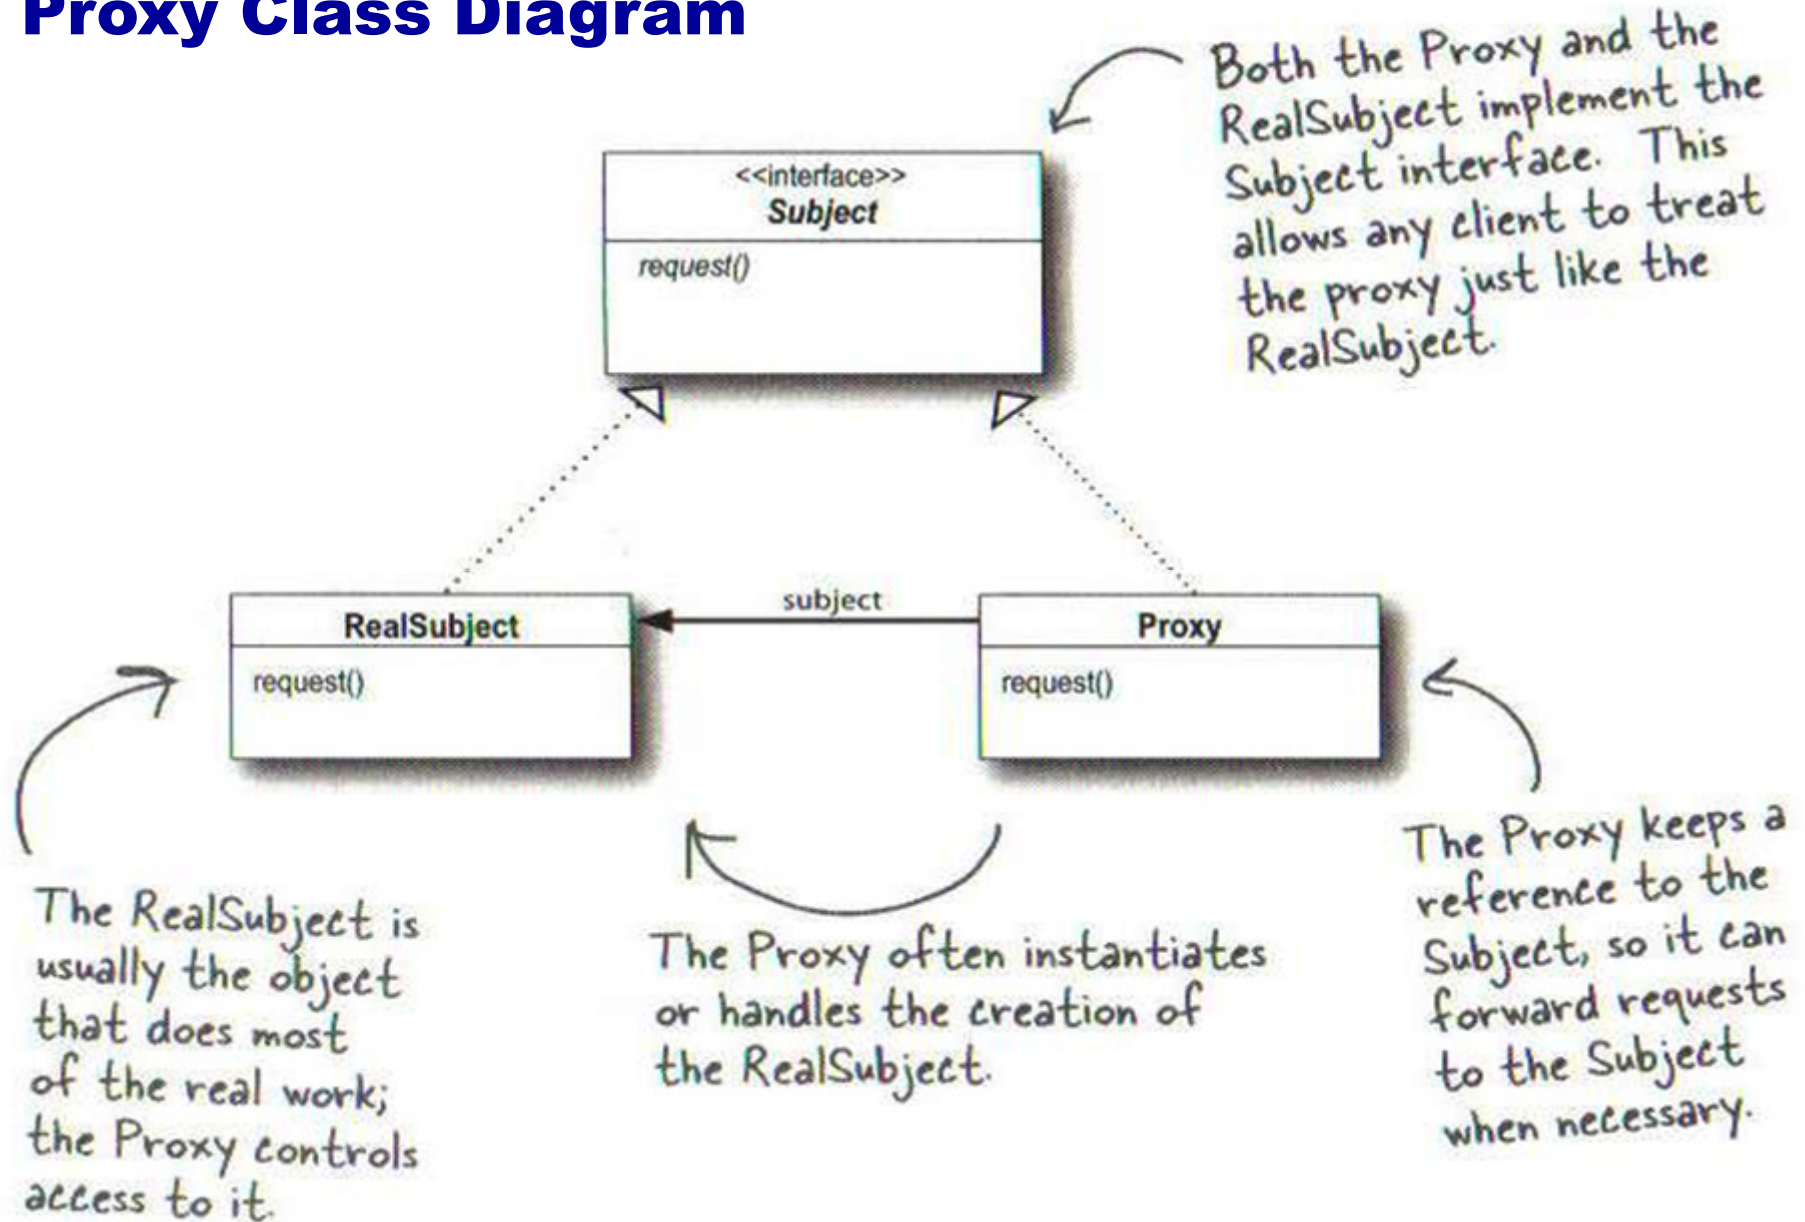 Proxy Class Diagram
Both the Proxy and the
RealSubject implement the
Subject interface. This
allows any client to treat
the proxy just like the
RealSubject.
<<interface>>
Subject
request()
RealSubject
request()
subject
Proxy
request()
The RealSubject is
usually the object
that does most
of the real work;
the Proxy controls
access to it.
The Proxy often instantiates
or handles the creation of
the RealSubject.
The Proxy keeps a
reference to the
Subject, so it can
forward requests
to the Subject
when necessary.